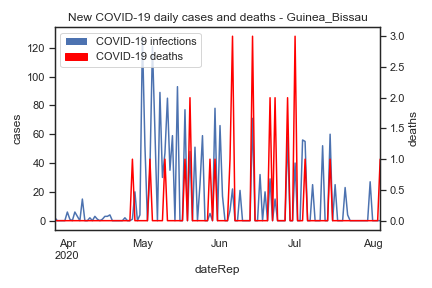 New COVID-19 daily cases and deaths - Guinea_Bissau
COVID-19 infections
COVID-19 deaths
120
100
80
60
40
20
0
cases
3.0
2.5
2.0
1.5
1.0
0.5
0.0
deaths
Apr
2020
May
Jun
Jul
Aug
dateRep